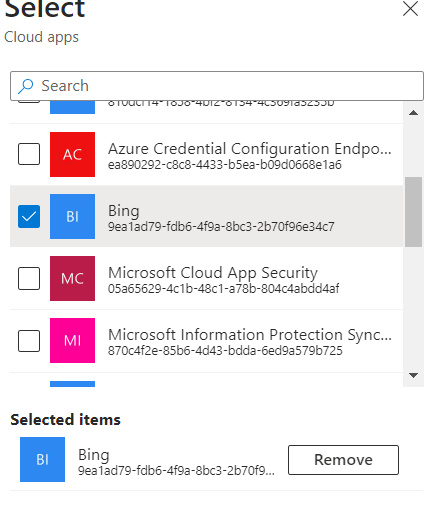 Select
Cloud apps
Search
AC
Azure Credential Configuration Endpo...
ea890292-c8c8-4433-b5ea-b09d0668e1a6
BI
Bing
9ea1ad79-fdb6-4f9a-8bc3-2b70f96e34c7
MC
Microsoft Cloud App Security
05a65629-4c1b-48c1-a78b-804c4abdd4af
MI
Microsoft Information Protection Sync...
870c4f2e-85b6-4d43-bdda-6ed9a579b725
Selected items
BI
Bing
9ea1ad79-fdb6-4f9a-8bc3-2b70f9...
Remove